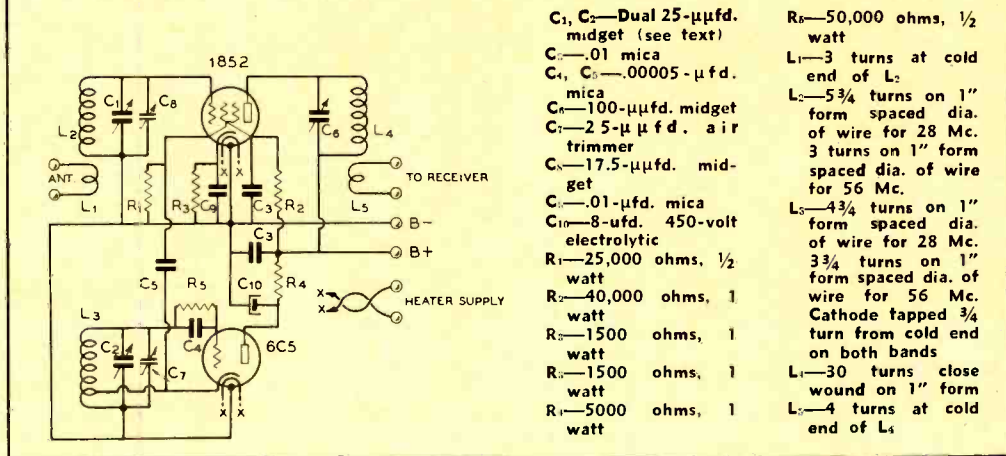 1852
C₁
C₈
L₂
C₆
L₄
ANT.
L₁
R₁
R₃
C₉
C₃
R₂
L₅
TO RECEIVER
B-
C₃
B+
C₅
R₅
C₁₀
R₄
X
X
HEATER SUPPLY
L₃
C₂
C₄
6C5
C₇
X
X
X
X
C₁, C₂—Dual 25-μμfd.
midget (see text)
C₃—.01 mica
C₄, C₅—.00005-μfd.
mica
C₆—100-μμfd. midget
C₇—25-μμfd. air
trimmer
C₈—17.5-μμfd. mid-
get
C₉—.01-μfd. mica
C₁₀—8-ufd. 450-volt
electrolytic
R₁—25,000 ohms, ½
watt
R₂—40,000 ohms, 1
watt
R₃—1500 ohms, 1
watt
R₃—1500 ohms, 1
watt
R₄—5000 ohms, 1
watt
R₅—50,000 ohms, ½
watt
L₁—3 turns at cold
end of L₂
L₂—5¾ turns on 1"
form spaced dia.
of wire for 28 Mc.
3 turns on 1" form
spaced dia. of wire
for 56 Mc.
L₃—4¾ turns on 1"
form spaced dia.
of wire for 28 Mc.
3¾ turns on 1"
form spaced dia. of
wire for 56 Mc.
Cathode tapped ¾
turn from cold end
on both bands
L₄—30 turns close
wound on 1" form
L₅—4 turns at cold
end of L₄